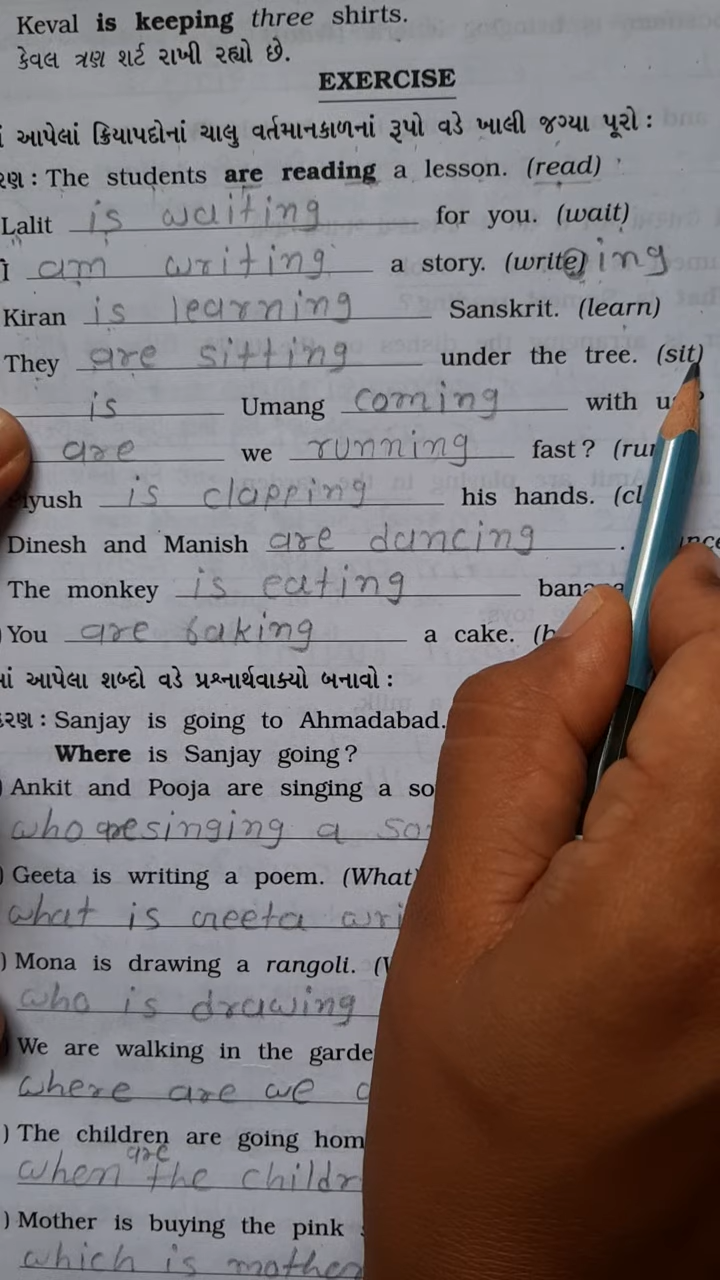 Keval is keeping three shirts.
કેવલ ત્રણ શર્ટ રાખી રહ્યો છે.
EXERCISE
આપેલાં ક્રિયાપદોનાં ચાલુ વર્તમાનકાળનાં રૂપો વડે ખાલી જગ્યા પૂરો :
The students are reading a lesson. (read)
Lalit is waiting for you. (wait)
I am writing a story. (write) ing
Kiran is learning Sanskrit. (learn)
They are sitting under the tree. (sit)
is Umang coming with
are we running fast?
is clapping his hands.
Dinesh and Manish are dancing.
The monkey is eating
You are baking a cake.
આપેલા શબ્દો વડે પ્રશ્નાર્થવાક્યો બનાવો :
Sanjay is going to Ahmadabad.
Where is Sanjay going?
Ankit and Pooja are singing a
who are singing a
Geeta is writing a poem. (What)
what is Geeta
) Mona is drawing a rangoli.
who is drawing
We are walking in the
where are we
) The children are going
when are the
) Mother is buying the pink
which is mother